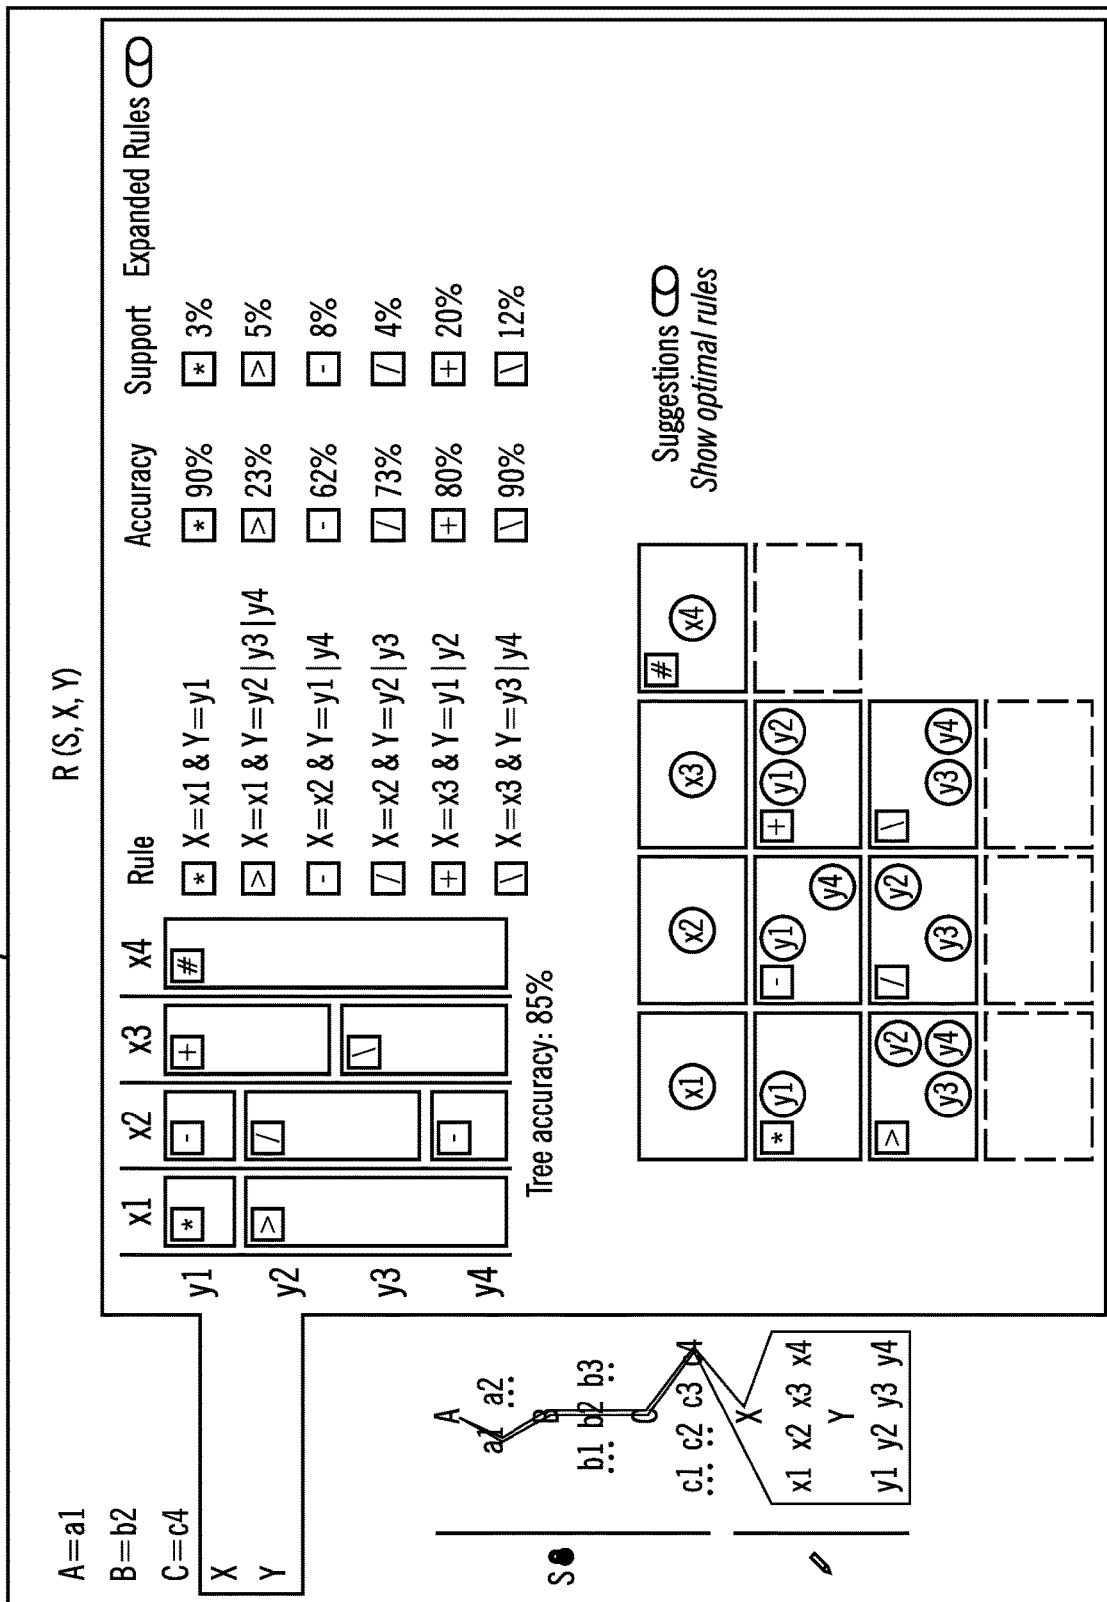 R (S, X, Y)
A=a1
B=b2
C=c4
X
Y
x1 x2 x3 x4
y1 * - + #
y2 > /
y3 \
y4 -
Tree accuracy: 85%
Rule Accuracy Support Expanded Rules
* X=x1 & Y=y1 * 90% * 3%
> X=x1 & Y=y2|y3|y4 > 23% > 5%
- X=x2 & Y=y1|y4 - 62% - 8%
/ X=x2 & Y=y2|y3 / 73% / 4%
+ X=x3 & Y=y1|y2 + 80% + 20%
\ X=x3 & Y=y3|y4 \ 90% \ 12%
S
A
a1 a2
...
B
b1 b2 b3
... ..
C
c1 c2 c3 c4
... ..
X
x1 x2 x3 x4
Y
y1 y2 y3 y4
x1 x2 x3 # x4
* y1 - y1 y4 + y1 y2
> y2 y3 y4 / y2 y3 \ y3 y4
Suggestions
Show optimal rules